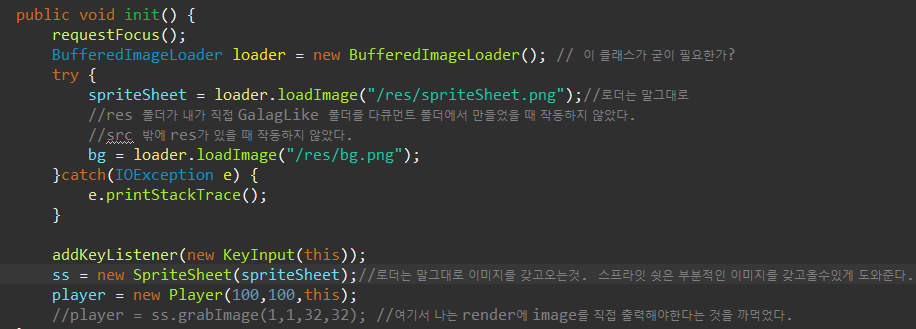 public void init() {
requestFocus();
BufferedImageLoader loader = new BufferedImageLoader(); // 이 클래스가 굳이 필요한가?
try {
spriteSheet = loader.loadImage("/res/spriteSheet.png");//로더는 말그대로
//res 폴더가 내가 직접 GalagLike 폴더를 다큐먼트 폴더에서 만들었을 때 작동하지 않았다.
//src 밖에 res가 있을 때 작동하지 않았다.
bg = loader.loadImage("/res/bg.png");
}catch(IOException e) {
e.printStackTrace();
}
addKeyListener(new KeyInput(this));
ss = new SpriteSheet(spriteSheet);//로더는 말그대로 이미지를 갖고오는것. 스프라잇 쉿은 부분적인 이미지를 갖고올수있게 도와준다.
player = new Player(100,100,this);
//player = ss.grabImage(1,1,32,32); //여기서 나는 render에 image를 직접 출력해야한다는 것을 까먹었다.